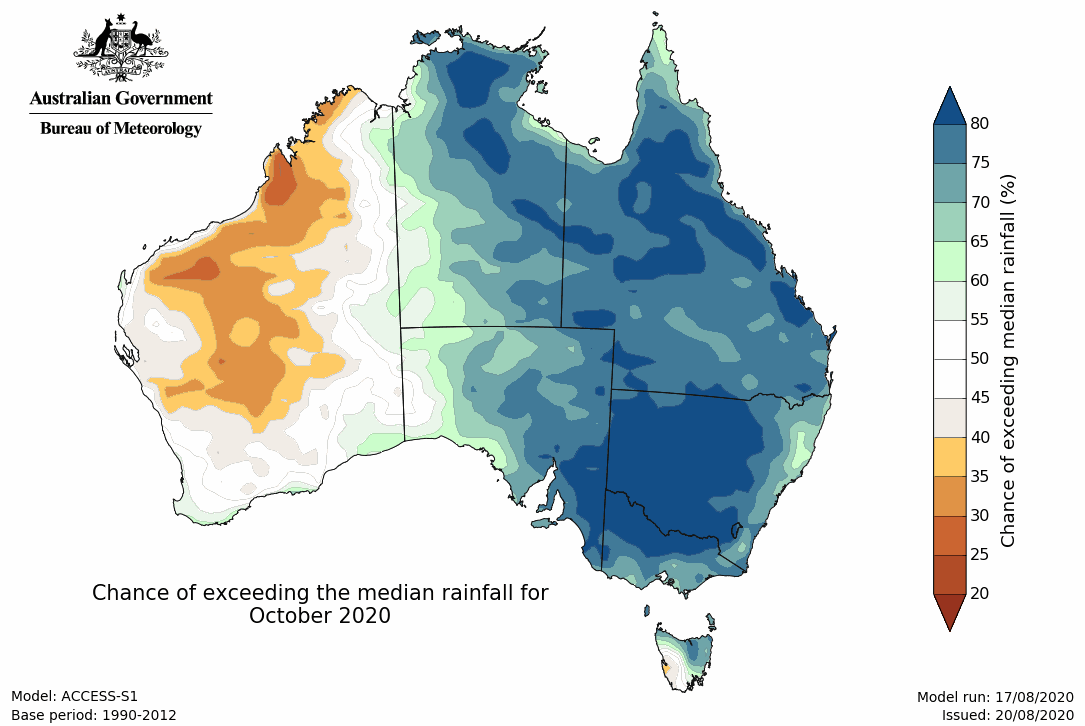 Australian Government
Bureau of Meteorology
80
75
70
65
60
55
50
45
40
35
30
25
20
Chance of exceeding median rainfall (%)
Chance of exceeding the median rainfall for
October 2020
Model: ACCESS-S1
Base period: 1990-2012
Model run: 17/08/2020
Issued: 20/08/2020